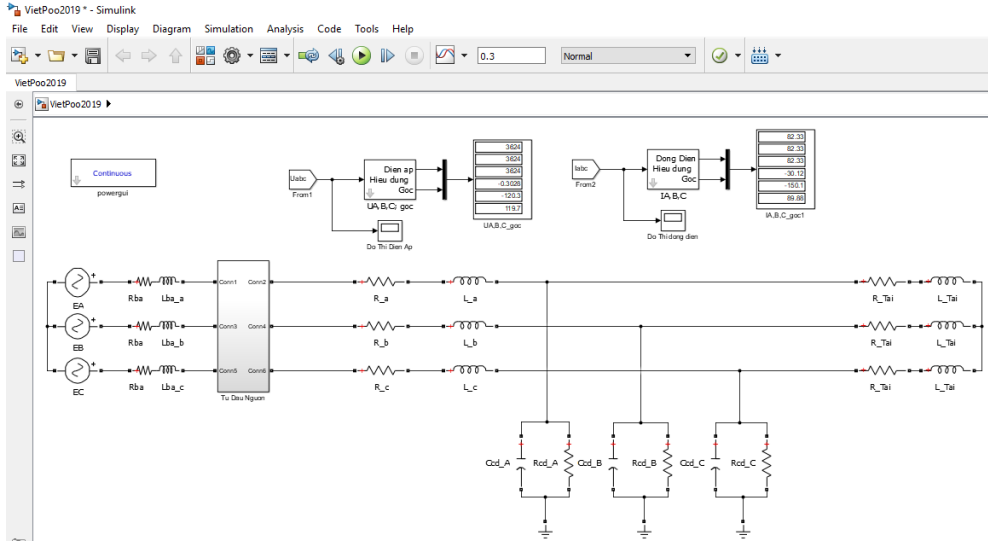 VietPoo2019 * - Simulink
File Edit View Display Diagram Simulation Analysis Code Tools Help
0.3 Normal
VietPoo2019
VietPoo2019
Continuous
powergui
Uabc
From1
Dien ap
Hieu dung
Goc
UA,B,C; goc
Do Thi Dien Ap
3624
3624
3624
-0.3028
-120.3
119.7
UA,B,C_goc
Iabc
From2
Dong Dien
Hieu dung
Goc
IA,B,C
Do Thi dong dien
82.33
82.33
82.33
-30.12
-150.1
89.88
IA,B,C_goc1
EA Rba Lba_a Conn1 Conn2 R_a L_a R_Tai L_Tai
EB Rba Lba_b Conn3 Conn4 R_b L_b R_Tai L_Tai
EC Rba Lba_c Conn5 Conn6 R_c L_c R_Tai L_Tai
Tu Dau Nguon
Ccd_A Rcd_A Ccd_B Rcd_B Ccd_C Rcd_C